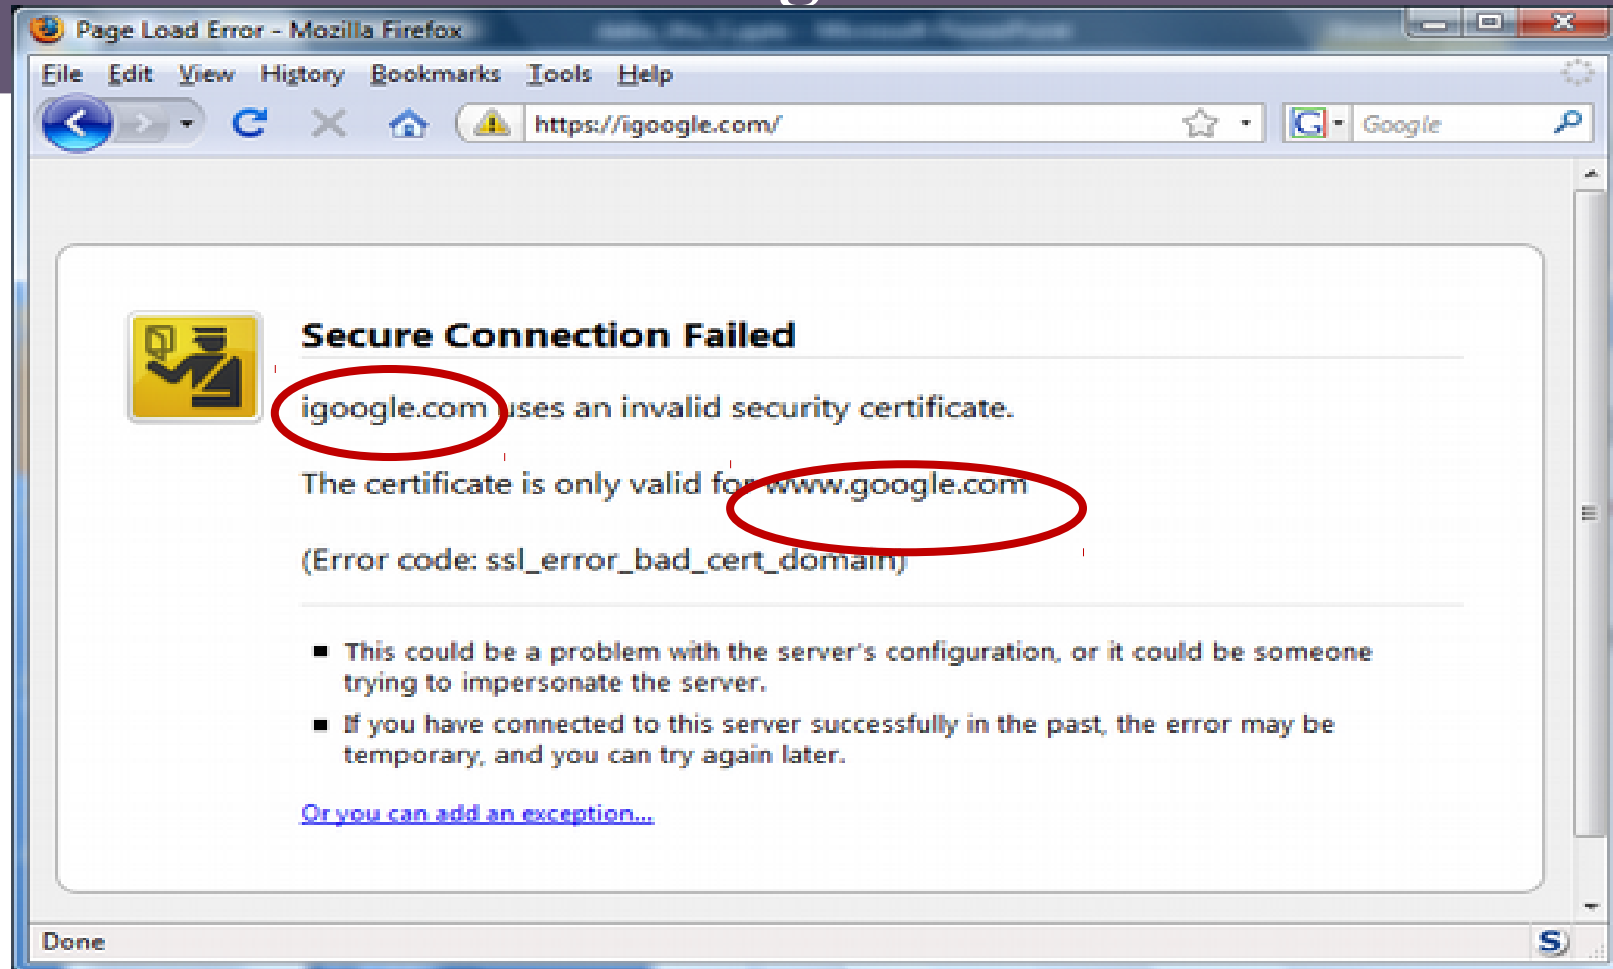 Page Load Error - Mozilla Firefox
File Edit View History Bookmarks Tools Help
https://igoogle.com/ G Google
Secure Connection Failed
igoogle.com uses an invalid security certificate.
The certificate is only valid for www.google.com
(Error code: ssl_error_bad_cert_domain)
This could be a problem with the server's configuration, or it could be someone
trying to impersonate the server.
If you have connected to this server successfully in the past, the error may be
temporary, and you can try again later.
Or you can add an exception...
Done S